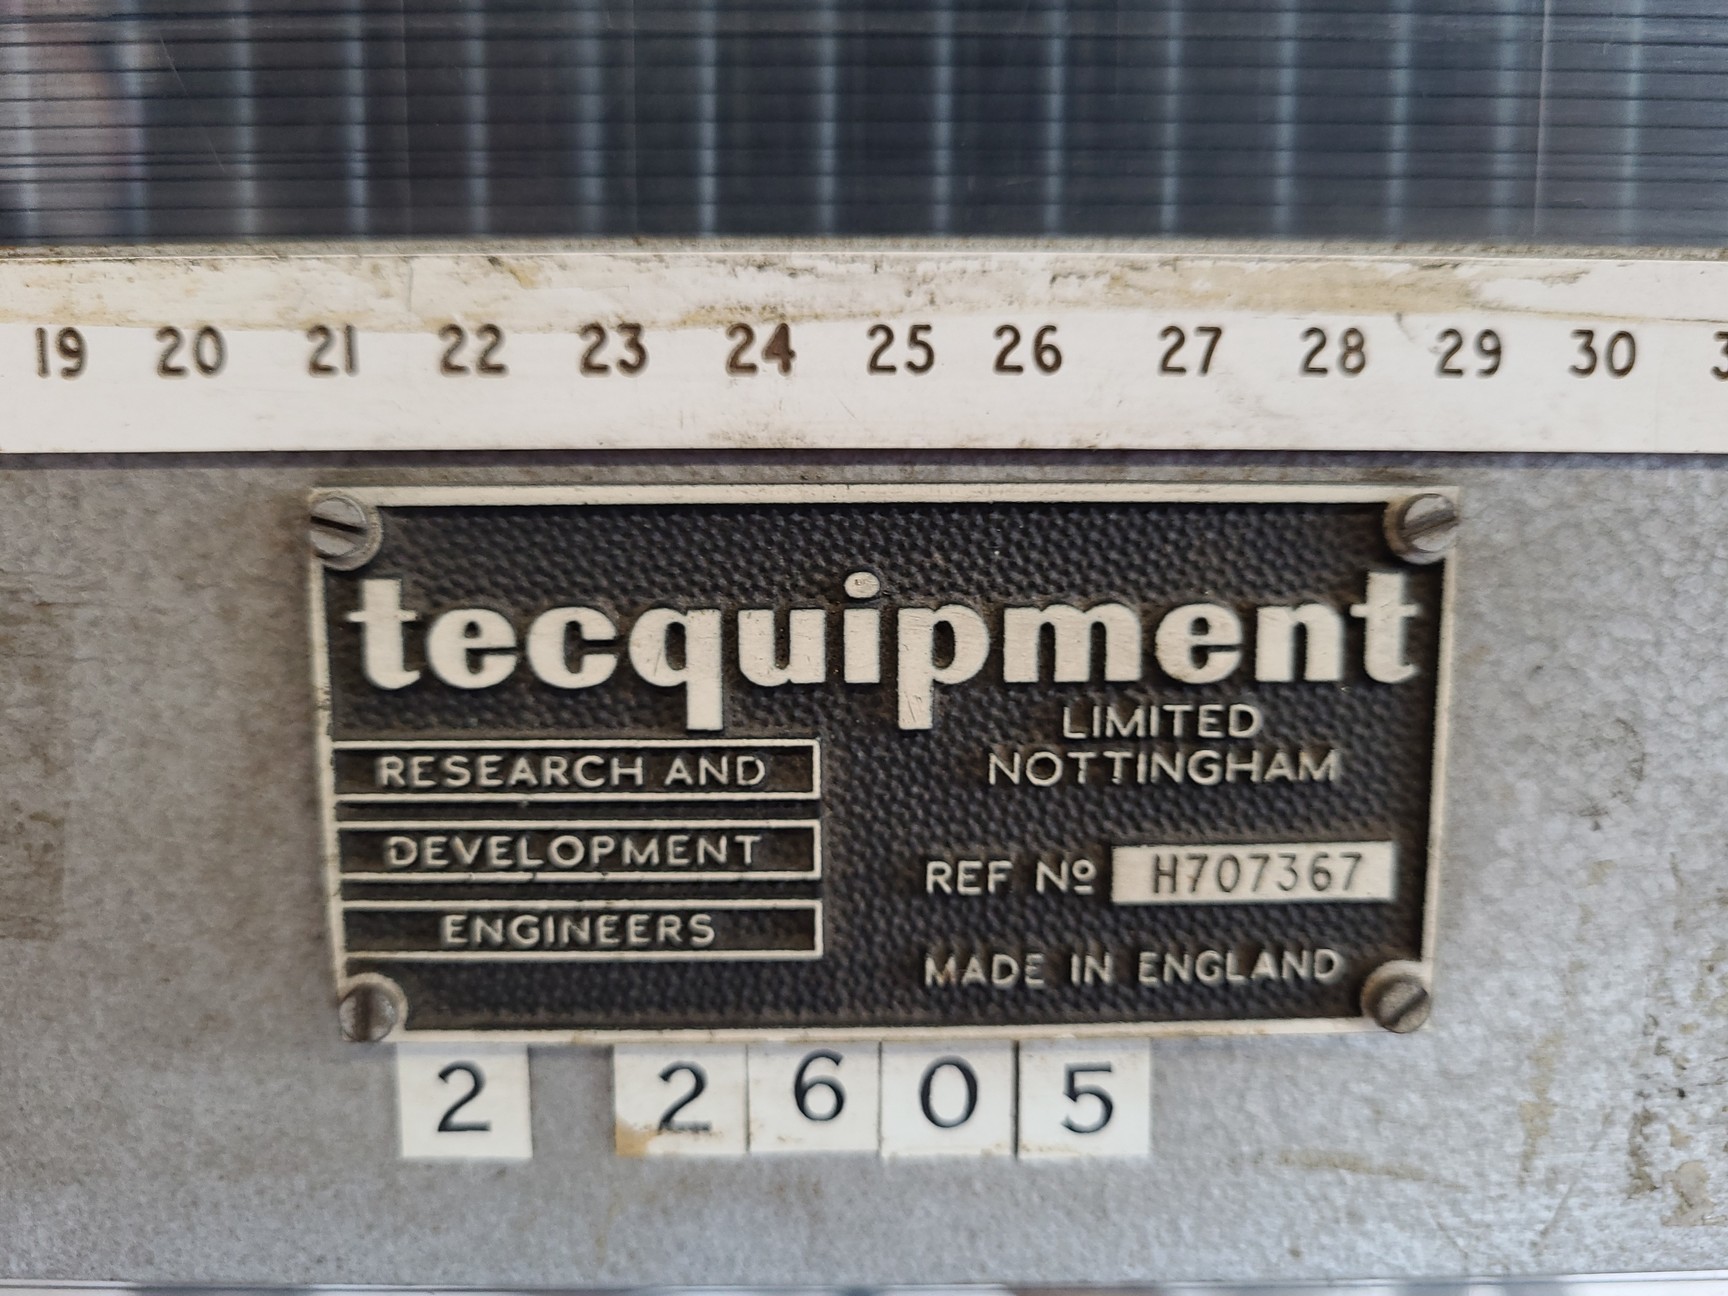 19 20 21 22 23 24 25 26 27 28 29 30
tecquipment
LIMITED
NOTTINGHAM
RESEARCH AND
DEVELOPMENT
ENGINEERS
REF Nº H707367
MADE IN ENGLAND
2 2605